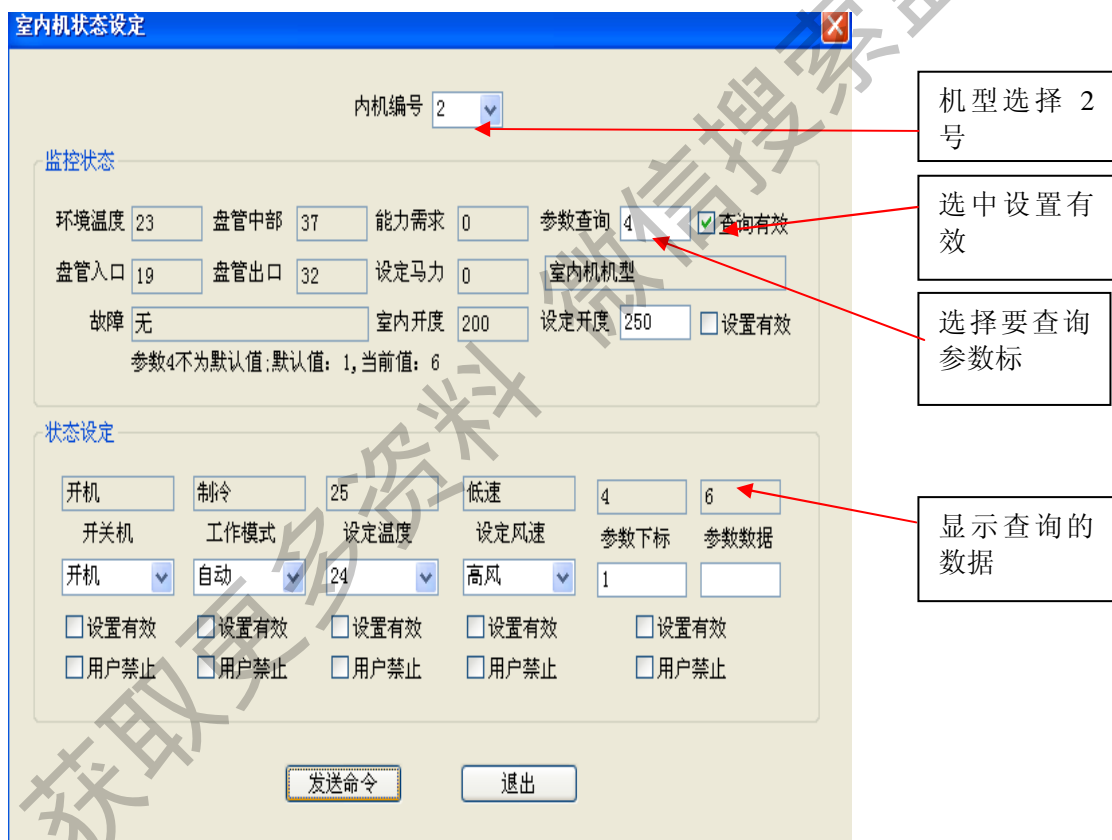 室内机状态设定
内机编号 2
机型选择 2
号
监控状态
环境温度 23 盘管中部 37 能力需求 0 参数查询 4 查询有效
选中设置有
效
盘管入口 19 盘管出口 32 设定马力 0 室内机机型
故障 无 室内开度 200 设定开度 250 设置有效
选择要查询
参数标
参数4不为默认值;默认值: 1,当前值: 6
状态设定
开机 制冷 25 低速 4 6
显示查询的
数据
开关机 工作模式 设定温度 设定风速 参数下标 参数数据
开机 自动 24 高风 1
设置有效 设置有效 设置有效 设置有效 设置有效
用户禁止 用户禁止 用户禁止 用户禁止 用户禁止
发送命令 退出
获取更多资料 微信搜索